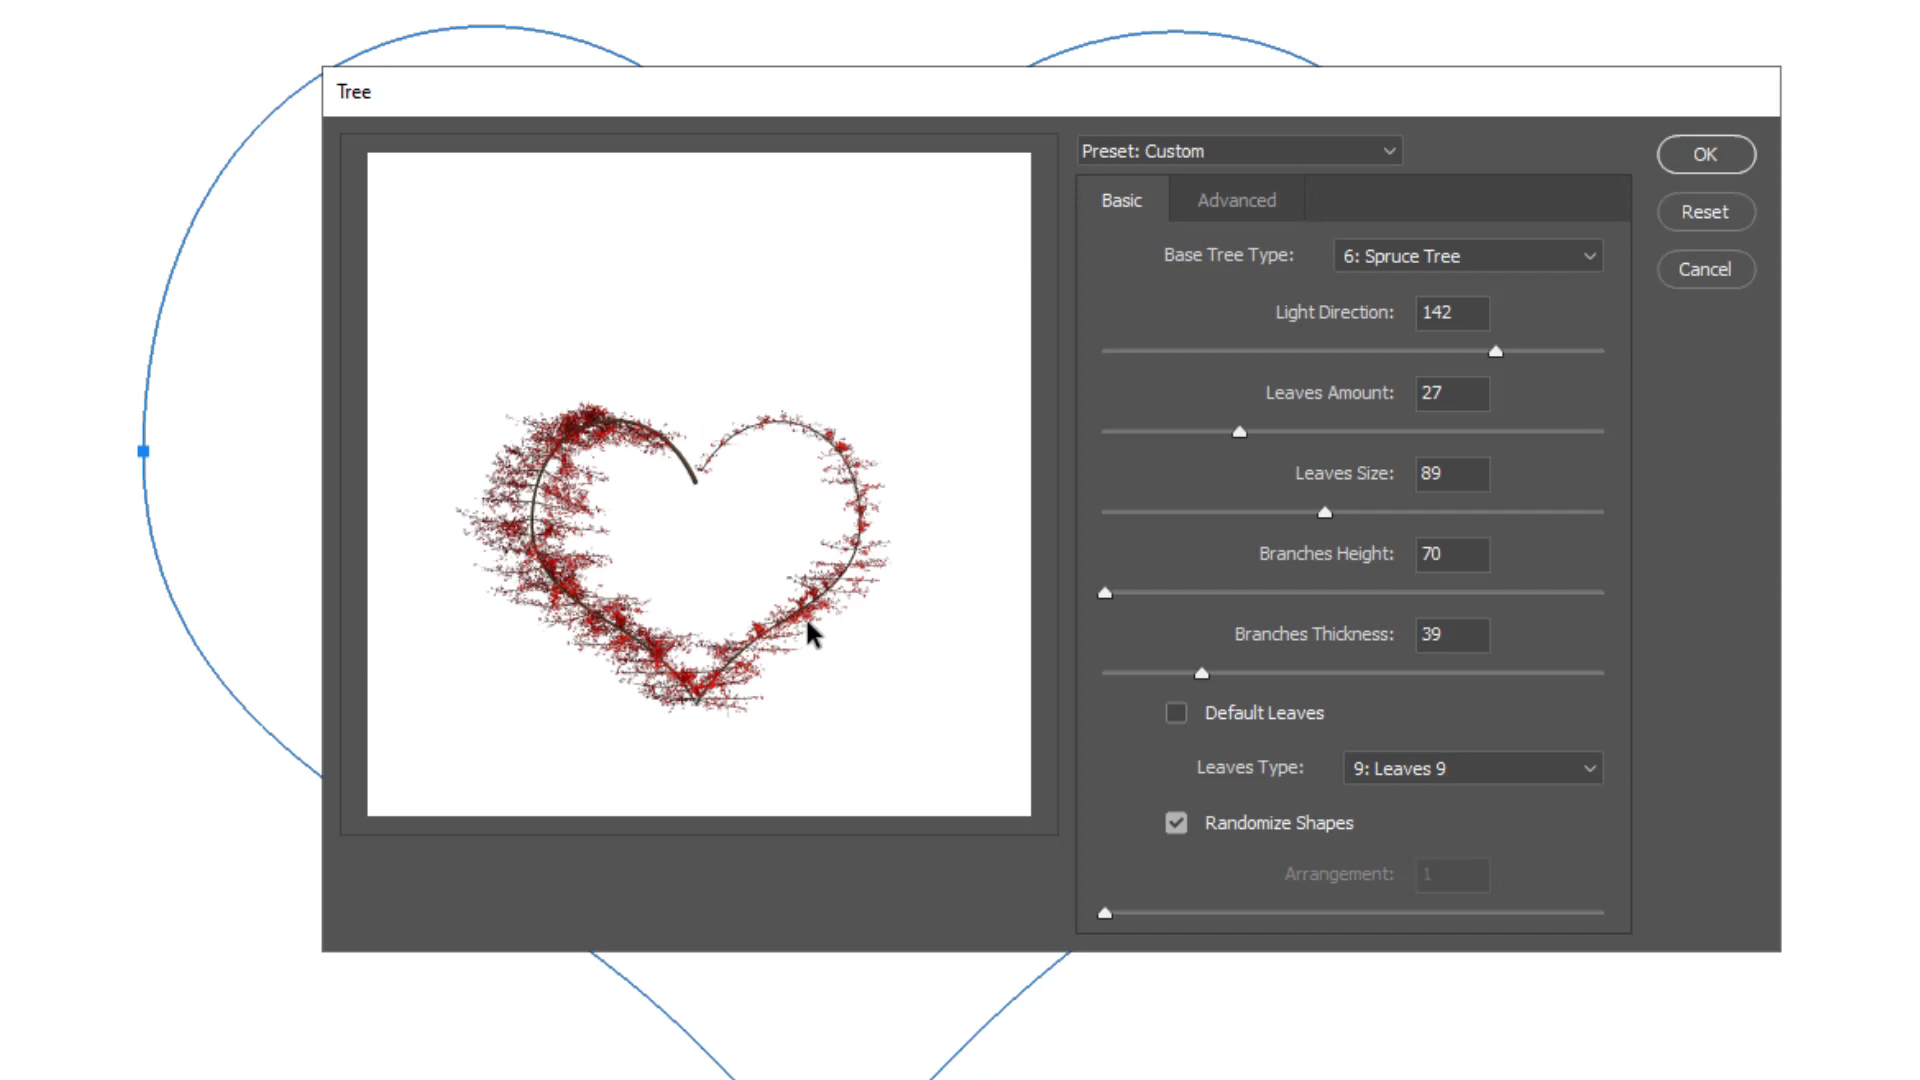 Tree
Preset: Custom
OK
Basic
Advanced
Reset
Base Tree Type:
6: Spruce Tree
Cancel
Light Direction:
142
Leaves Amount:
27
Leaves Size:
89
Branches Height:
70
Branches Thickness:
39
Default Leaves
Leaves Type:
9: Leaves 9
Randomize Shapes
Arrangement:
1